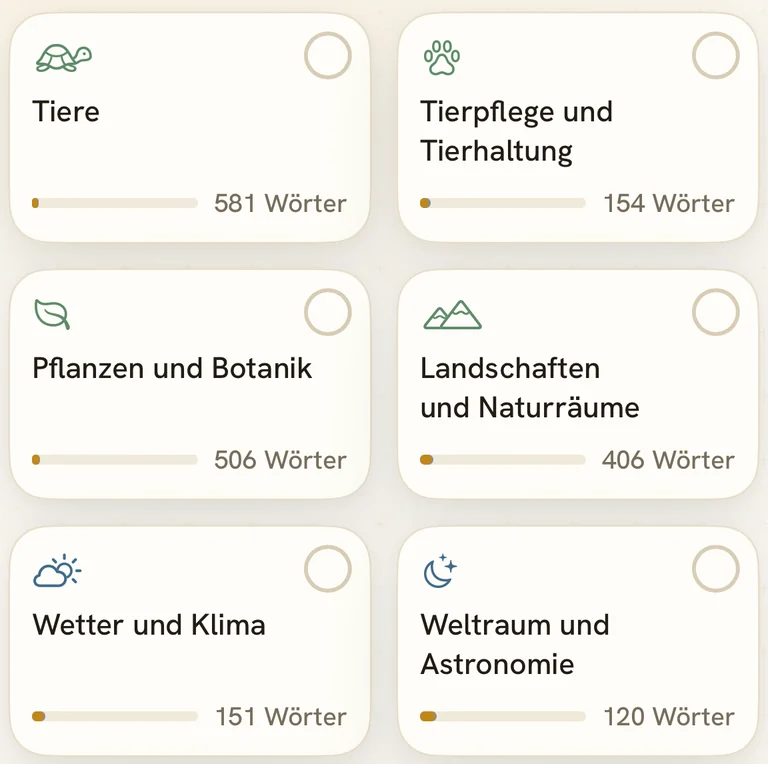 Tiere
581 Wörter
Tierpflege und
Tierhaltung
154 Wörter
Pflanzen und Botanik
506 Wörter
Landschaften
und Naturräume
406 Wörter
Wetter und Klima
151 Wörter
Weltraum und
Astronomie
120 Wörter